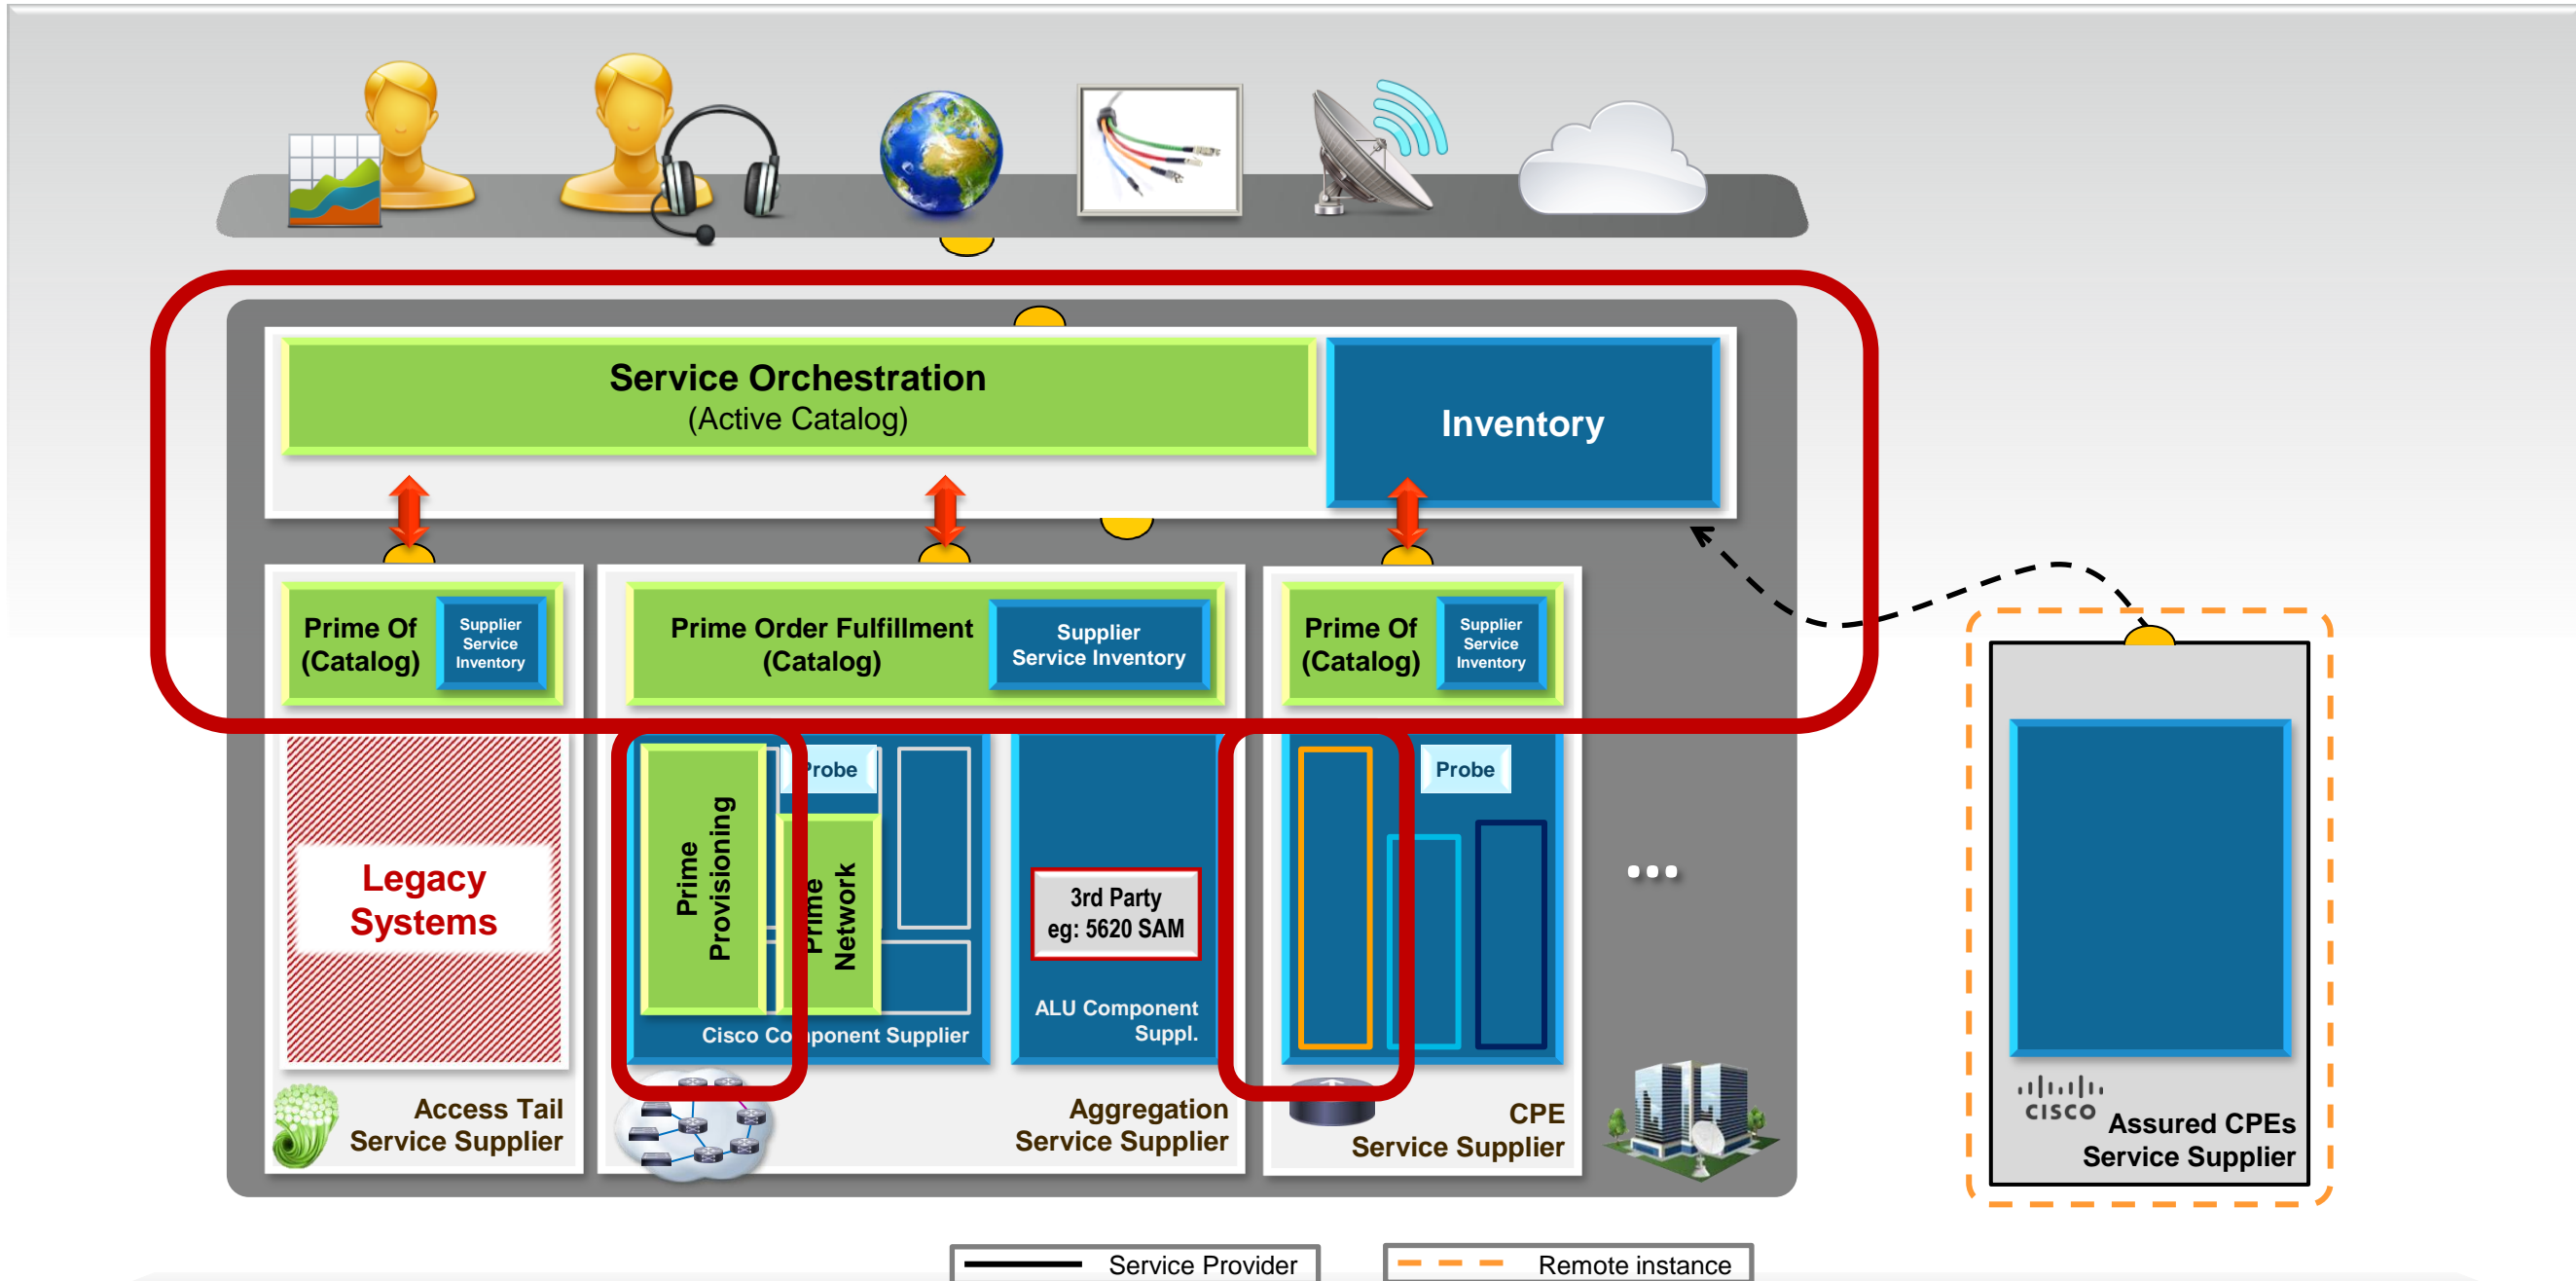 Service Orchestration
(Active Catalog)
Inventory
Prime Of
(Catalog)
Supplier
Service
Inventory
Prime Order Fulfillment
(Catalog)
Supplier
Service Inventory
Prime Of
(Catalog)
Supplier
Service
Inventory
Legacy
Systems
Prime
Provisioning
Probe
Prime
Network
Cisco Component Supplier
3rd Party
eg: 5620 SAM
ALU Component
Suppl.
Probe
...
Access Tail
Service Supplier
Aggregation
Service Supplier
CPE
Service Supplier
CISCO
Assured CPEs
Service Supplier
Service Provider
Remote instance